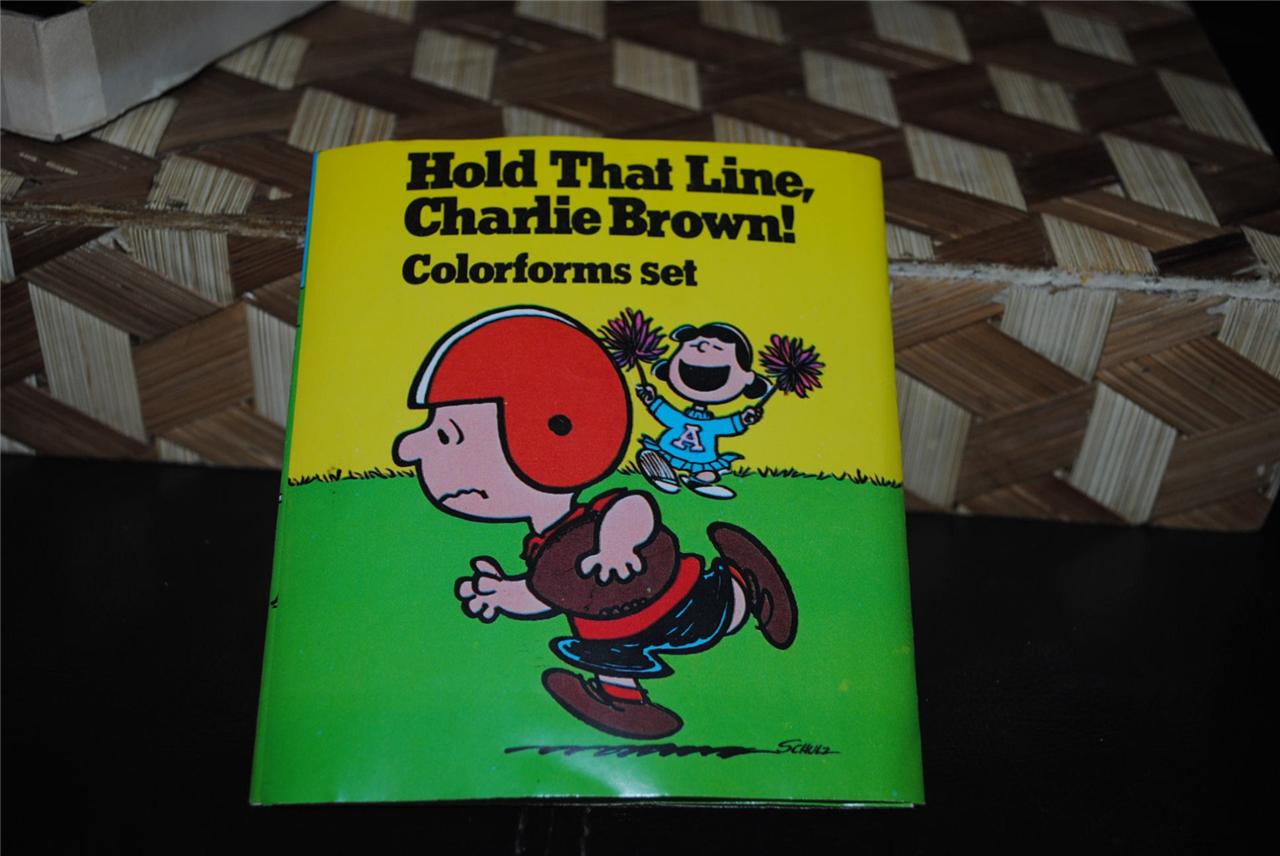 Hold That Line,
Charlie Brown!
Colorforms set
A
SCHULZ